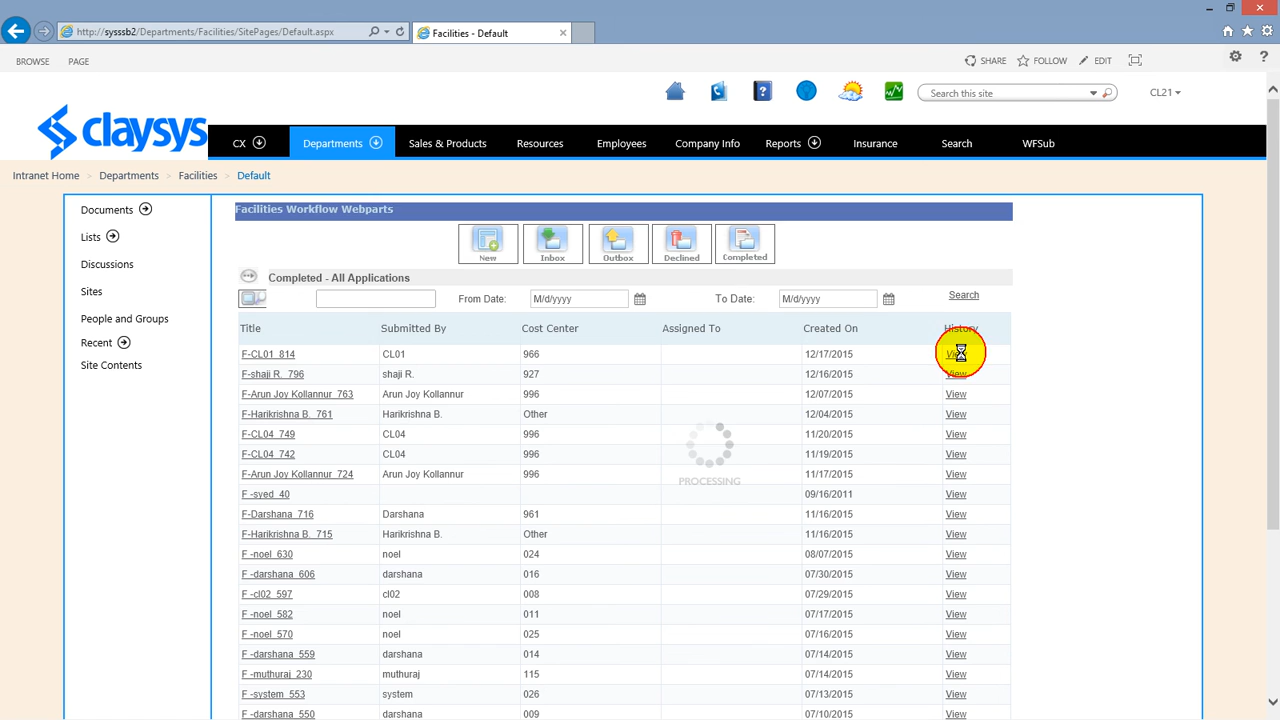 http://sysssb2/Departments/Facilities/SitePages/Default.aspx
Facilities - Default
BROWSE PAGE SHARE FOLLOW EDIT
Search this site
CL21
claysys
CX Departments Sales & Products Resources Employees Company Info Reports Insurance Search WFSub
Intranet Home > Departments > Facilities > Default
Documents
Lists
Discussions
Sites
People and Groups
Recent
Site Contents
Facilities Workflow Webparts
New Inbox Outbox Declined Completed
Completed - All Applications
From Date: M/d/yyyy To Date: M/d/yyyy Search
Title Submitted By Cost Center Assigned To Created On History
F-CL01_814 CL01 966 12/17/2015 View
F-shaji R._796 shaji R. 927 12/16/2015 View
F-Arun Joy Kollannur_763 Arun Joy Kollannur 996 12/07/2015 View
F-Harikrishna B._761 Harikrishna B. Other 12/04/2015 View
F-CL04_749 CL04 996 11/20/2015 View
F-CL04_742 CL04 996 11/19/2015 View
F-Arun Joy Kollannur_724 Arun Joy Kollannur 996 11/17/2015 View
F -syed_40 09/16/2011 View
F-Darshana_716 Darshana 961 11/16/2015 View
F-Harikrishna B._715 Harikrishna B. Other 11/16/2015 View
F -noel_630 noel 024 08/07/2015 View
F -darshana_606 darshana 016 07/30/2015 View
F -cl02_597 cl02 008 07/29/2015 View
F -noel_582 noel 011 07/17/2015 View
F -noel_570 noel 025 07/16/2015 View
F -darshana_559 darshana 014 07/14/2015 View
F -muthuraj_230 muthuraj 115 07/14/2015 View
F -system_553 system 026 07/13/2015 View
F -darshana_550 darshana 009 07/10/2015 View
PROCESSING